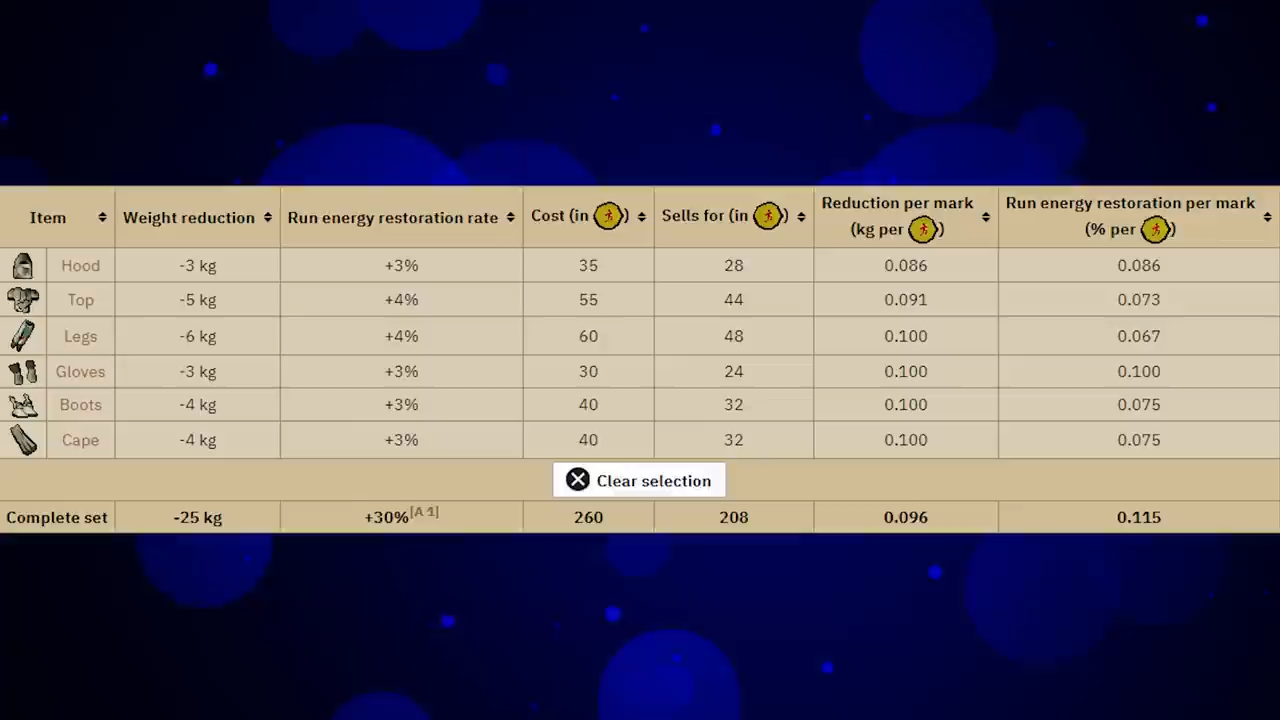 Item Weight reduction Run energy restoration rate Cost (in ) Sells for (in ) Reduction per mark (kg per ) Run energy restoration per mark (% per )
Hood -3 kg +3% 35 28 0.086 0.086
Top -5 kg +4% 55 44 0.091 0.073
Legs -6 kg +4% 60 48 0.100 0.067
Gloves -3 kg +3% 30 24 0.100 0.100
Boots -4 kg +3% 40 32 0.100 0.075
Cape -4 kg +3% 40 32 0.100 0.075
Clear selection
Complete set -25 kg +30%[A 1] 260 208 0.096 0.115